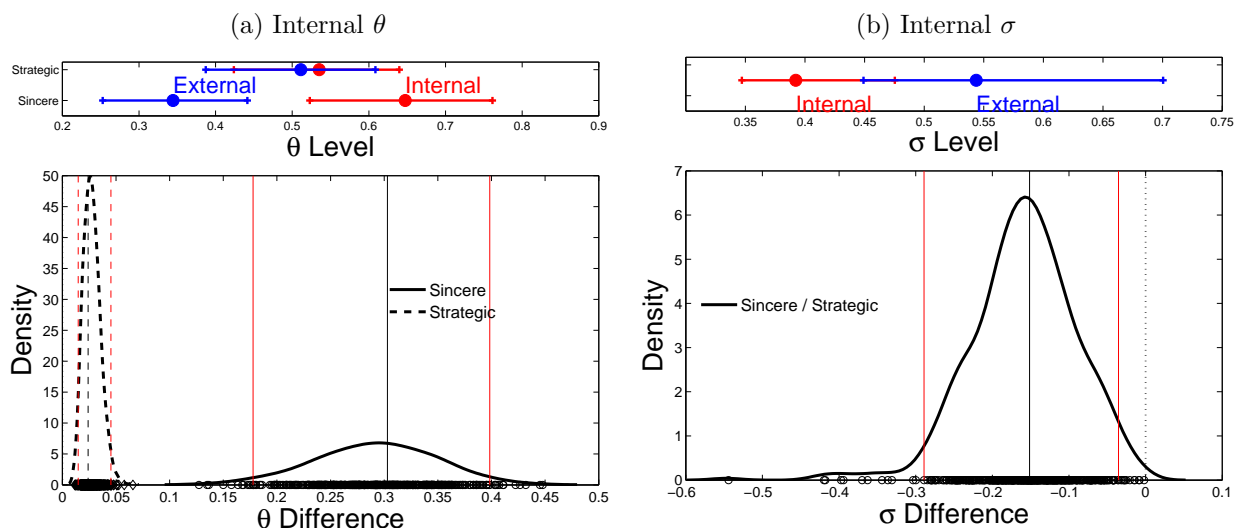 (a) Internal θ
Strategic
Sincere
External
Internal
0.2 0.3 0.4 0.5 0.6 0.7 0.8 0.9
θ Level
50
45
40
35
30
25
20
15
10
5
0
Density
Sincere
Strategic
0 0.05 0.1 0.15 0.2 0.25 0.3 0.35 0.4 0.45 0.5
θ Difference
(b) Internal σ
Internal
External
0.35 0.4 0.45 0.5 0.55 0.6 0.65 0.7 0.75
σ Level
7
6
5
4
3
2
1
0
Density
Sincere / Strategic
−0.6 −0.5 −0.4 −0.3 −0.2 −0.1 0 0.1
σ Difference